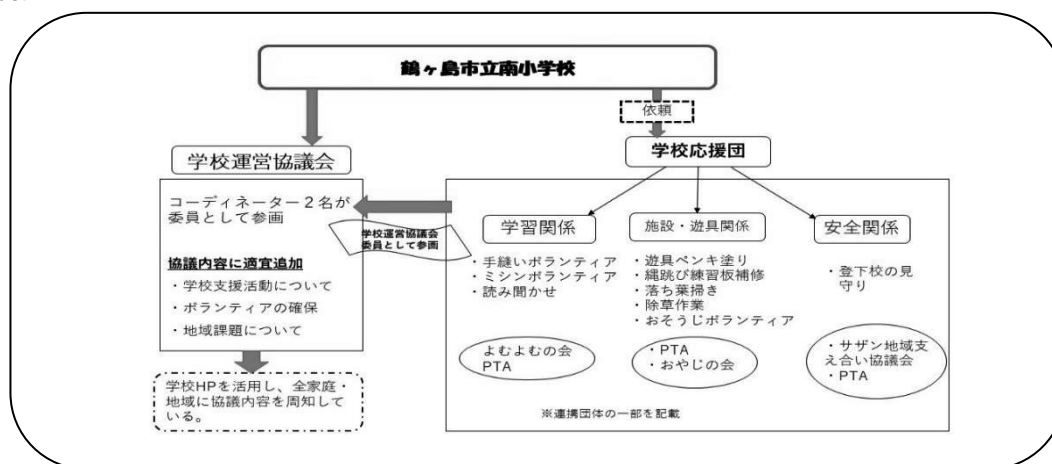 鶴ヶ島市立南小学校
依頼
学校運営協議会
学校応援団
コーディネーター２名が
委員として参画
協議内容に適宜追加
・学校支援活動について
・ボランティアの確保
・地域課題について
学校運営協議会
委員として参画
学習関係
・手縫いボランティア
・ミシンボランティア
・読み聞かせ
よむよむの会
PTA
施設・遊具関係
・遊具ペンキ塗り
・縄跳び練習板補修
・落ち葉掃き
・除草作業
・おそうじボランティア
・PTA
・おやじの会
安全関係
・登下校の見
守り
・サザン地域支
え合い協議会
・PTA
学校HPを活用し、全家庭・
地域に協議内容を周知して
いる。
※連携団体の一部を記載